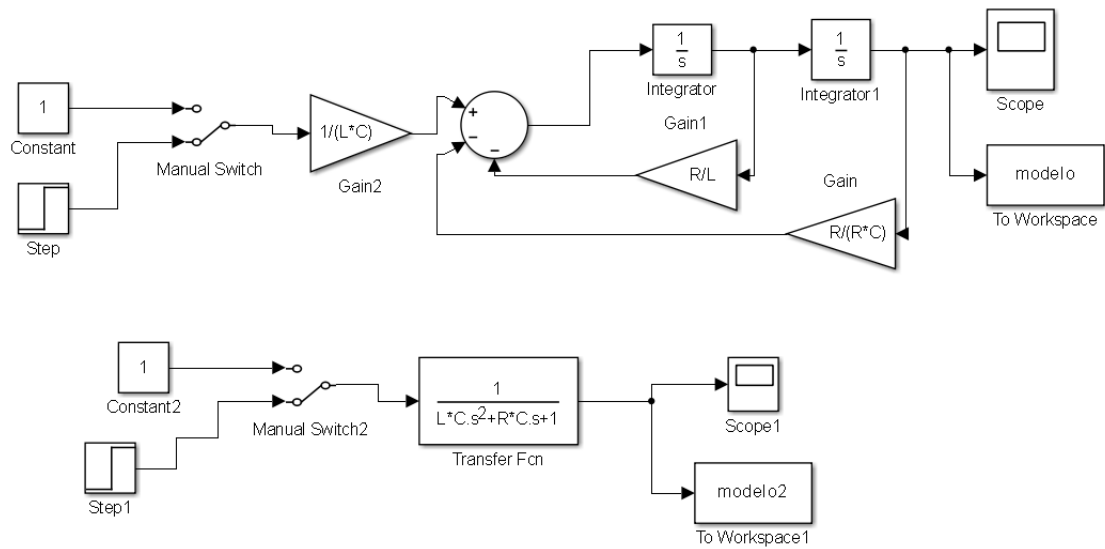 1
Constant
Step
Manual Switch
1/(L*C)
Gain2
+
−
−
1
s
Integrator
Gain1
R/L
1
s
Integrator1
Gain
R/(R*C)
Scope
modelo
To Workspace
1
Constant2
Step1
Manual Switch2
1
L*C.s²+R*C.s+1
Transfer Fcn
Scope1
modelo2
To Workspace1